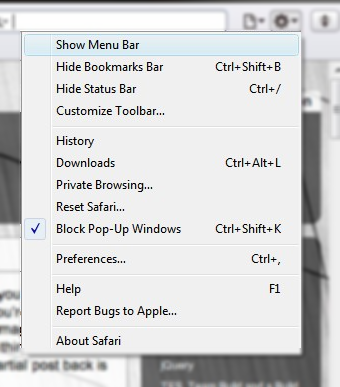 Show Menu Bar
Hide Bookmarks Bar Ctrl+Shift+B
Hide Status Bar Ctrl+/
Customize Toolbar...
History
Downloads Ctrl+Alt+L
Private Browsing...
Reset Safari...
Block Pop-Up Windows Ctrl+Shift+K
Preferences... Ctrl+,
Help F1
Report Bugs to Apple...
About Safari
rtial post back is
jQuery